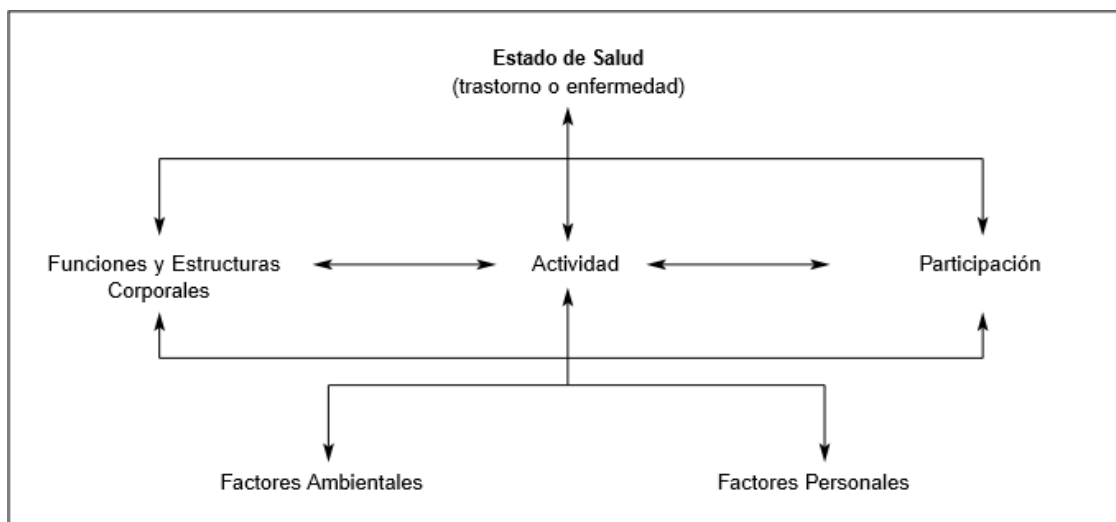 Estado de Salud
(trastorno o enfermedad)
Funciones y Estructuras
Corporales
Actividad
Participación
Factores Ambientales
Factores Personales